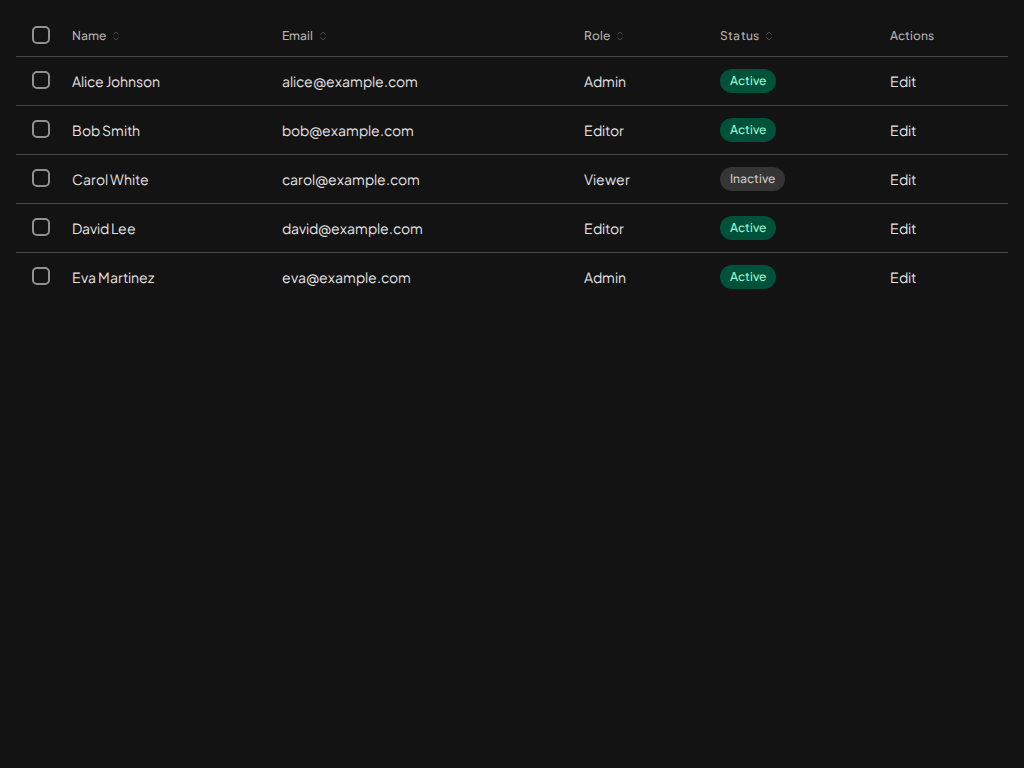 Name Email Role Status Actions
Alice Johnson alice@example.com Admin Active Edit
Bob Smith bob@example.com Editor Active Edit
Carol White carol@example.com Viewer Inactive Edit
David Lee david@example.com Editor Active Edit
Eva Martinez eva@example.com Admin Active Edit